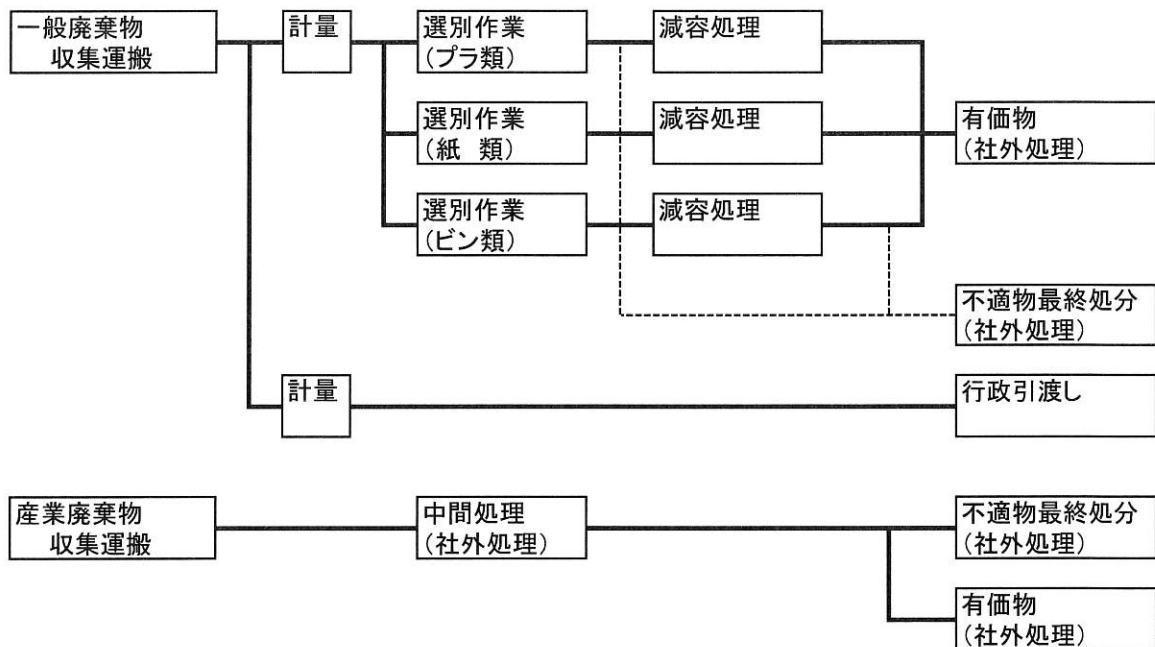 一般廃棄物
収集運搬
計量
選別作業
(プラ類)
減容処理
選別作業
(紙 類)
減容処理
有価物
(社外処理)
選別作業
(ビン類)
減容処理
不適物最終処分
(社外処理)
計量
行政引渡し
産業廃棄物
収集運搬
中間処理
(社外処理)
不適物最終処分
(社外処理)
有価物
(社外処理)